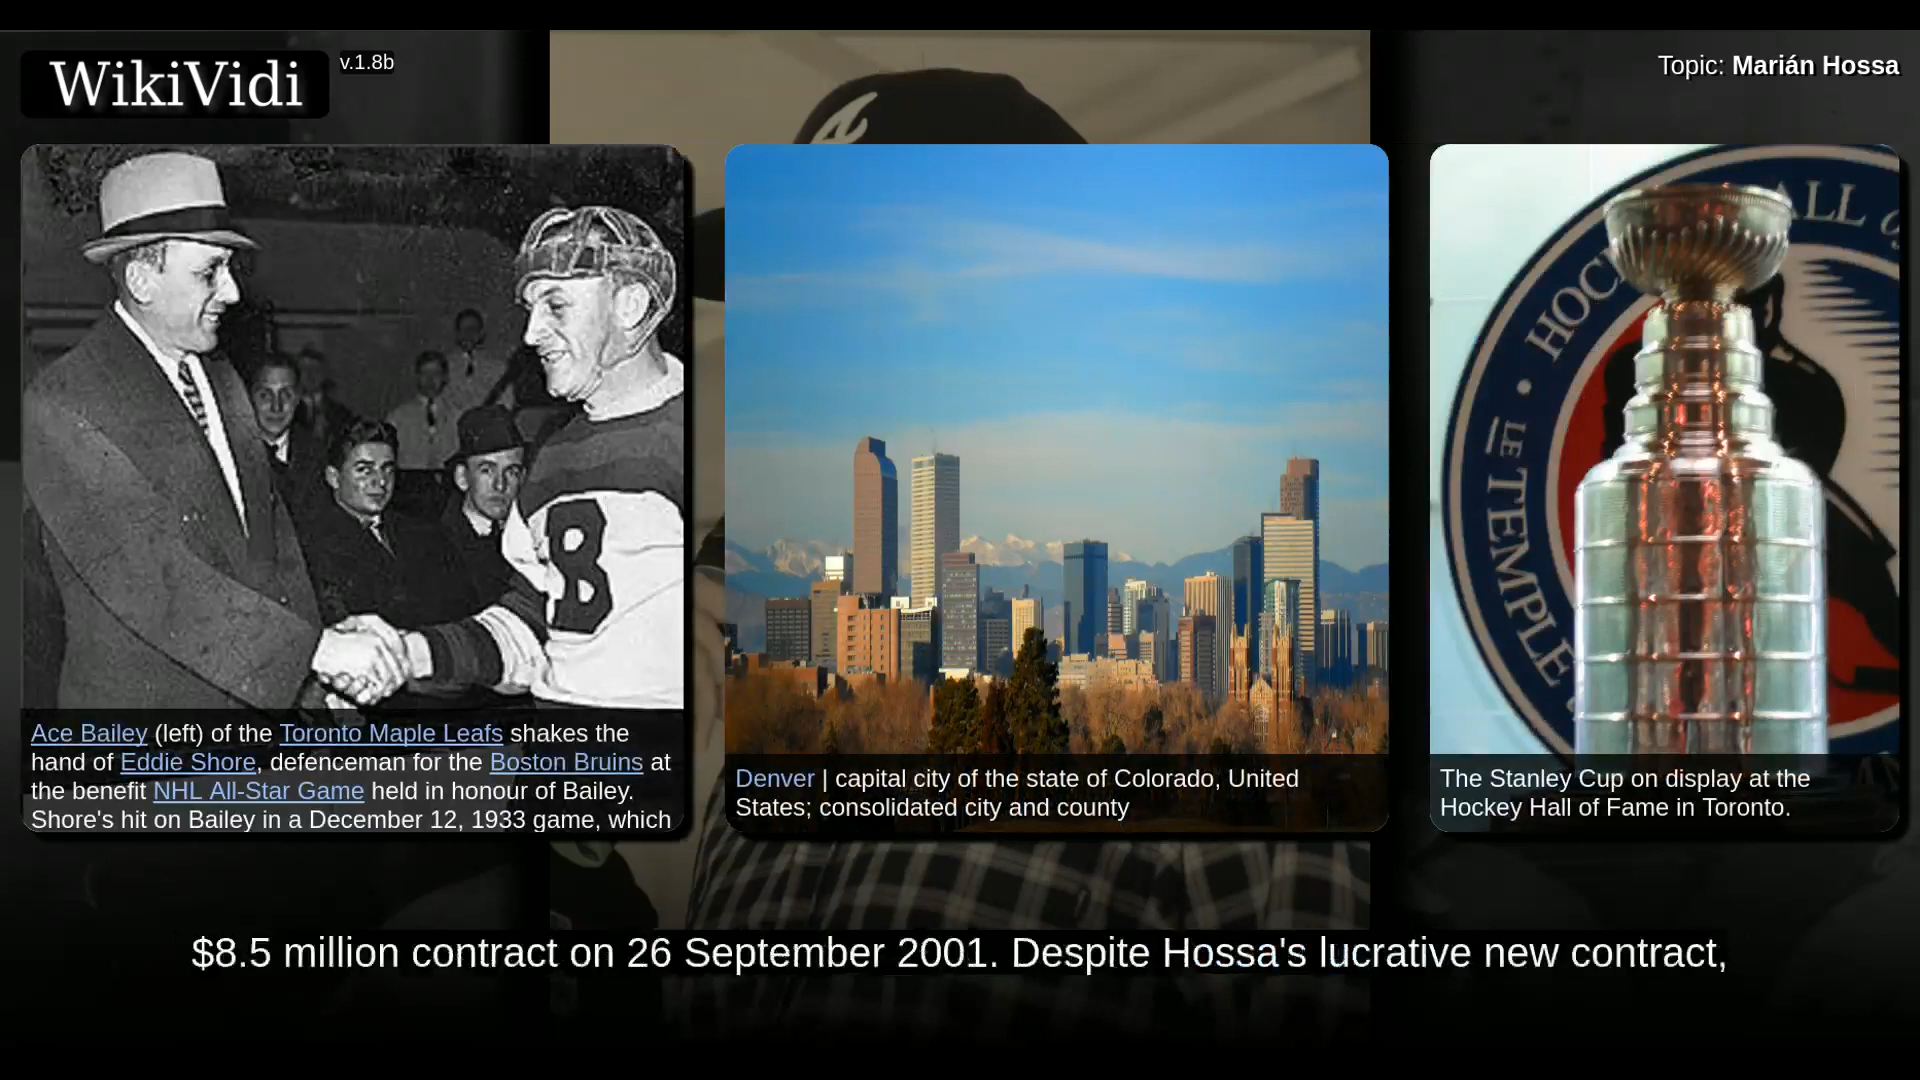 WikiVidi
v.1.8b
Topic: Marián Hossa
8
Ace Bailey (left) of the Toronto Maple Leafs shakes the
hand of Eddie Shore, defenceman for the Boston Bruins at
the benefit NHL All-Star Game held in honour of Bailey.
Shore's hit on Bailey in a December 12, 1933 game, which
Denver | capital city of the state of Colorado, United
States; consolidated city and county
LE TEMPLE
The Stanley Cup on display at the
Hockey Hall of Fame in Toronto.
$8.5 million contract on 26 September 2001. Despite Hossa's lucrative new contract,